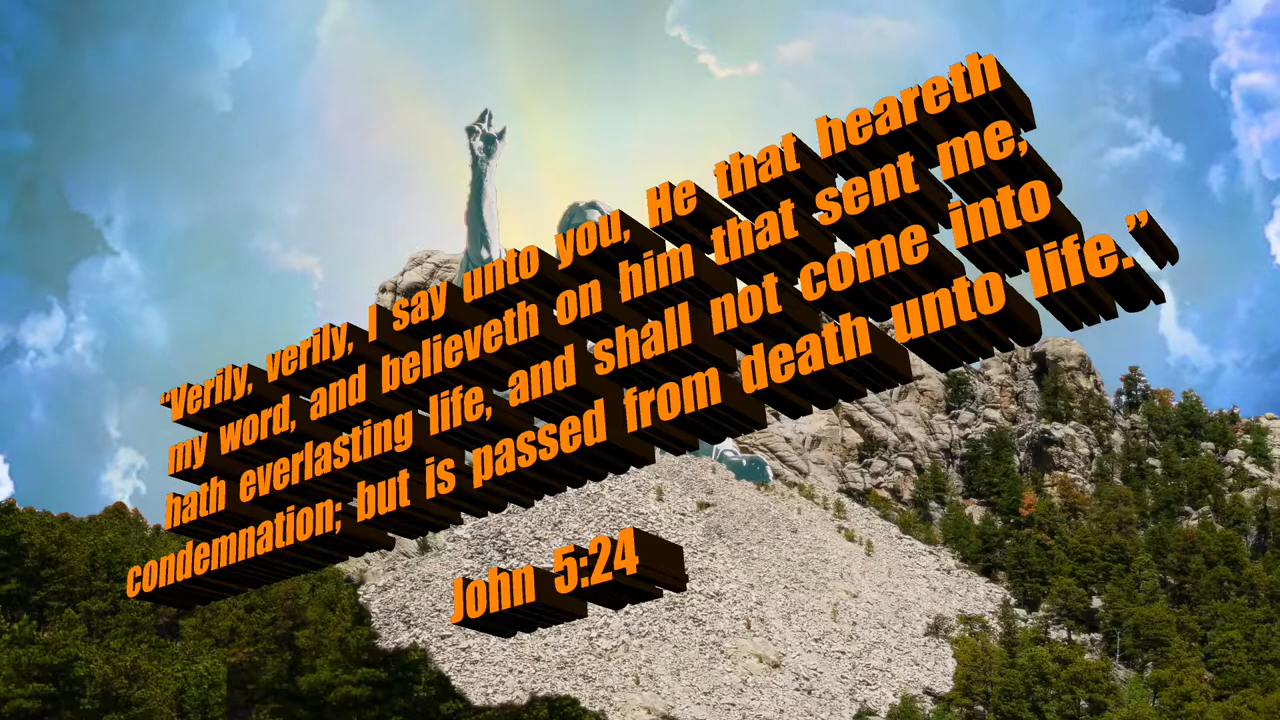 “Verily, verily, I say unto you, He that heareth
my word, and believeth on him that sent me,
hath everlasting life, and shall not come into
condemnation; but is passed from death unto life.”
John 5:24